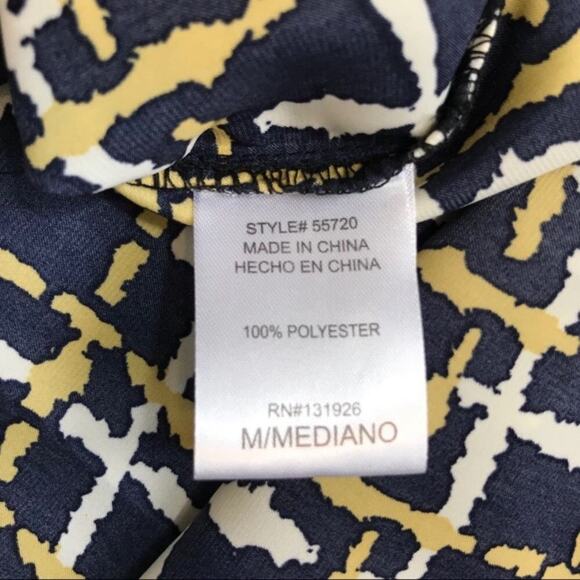 STYLE# 55720
MADE IN CHINA
HECHO EN CHINA
100% POLYESTER
RN#131926
M/MEDIANO